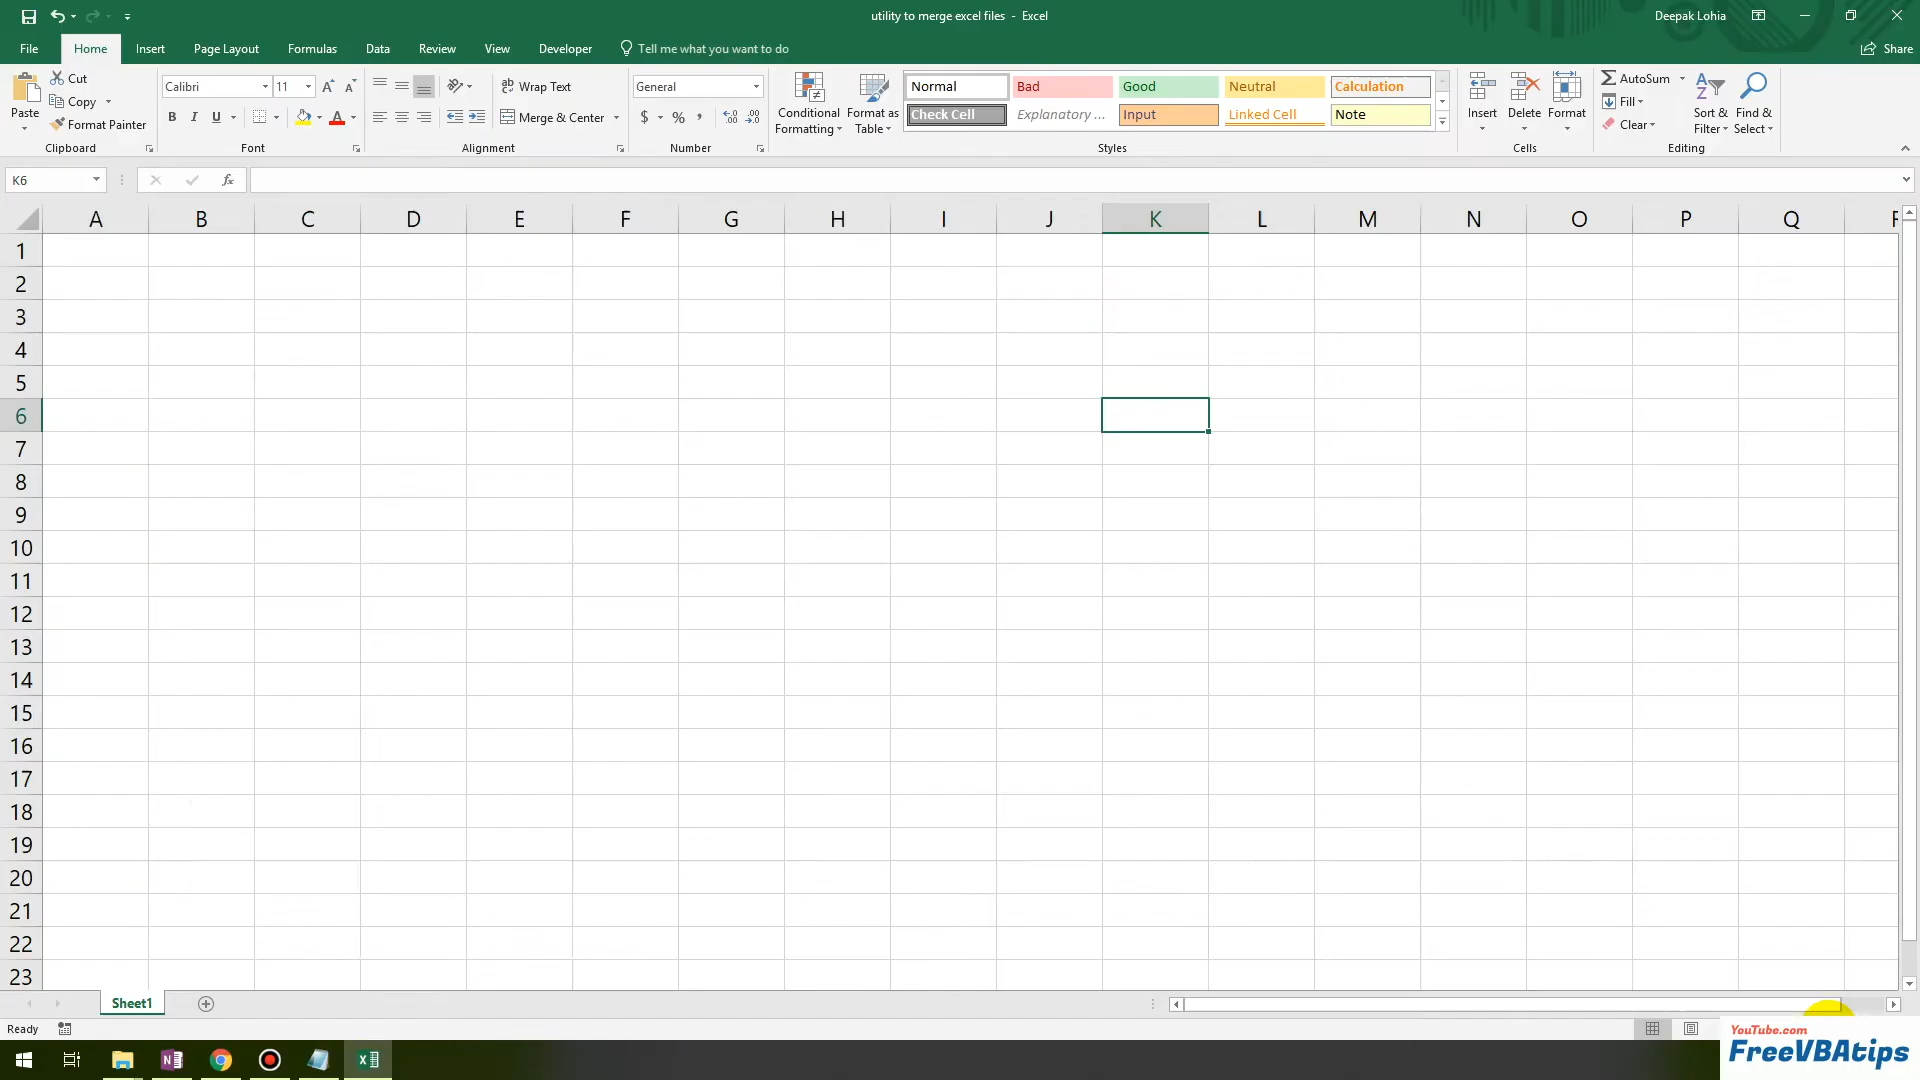 utility to merge excel files - Excel
Deepak Lohia
File Home Insert Page Layout Formulas Data Review View Developer Tell me what you want to do Share
Paste
Cut
Copy
Format Painter
Clipboard
Calibri 11
B I U
Font
Wrap Text
Merge & Center
Alignment
General
$ % ,
Number
Conditional Formatting
Format as Table
Normal Bad Good Neutral Calculation
Check Cell Explanatory ... Input Linked Cell Note
Styles
Insert Delete Format
Cells
AutoSum
Fill
Clear
Sort & Filter
Find & Select
Editing
K6 fx
A B C D E F G H I J K L M N O P Q
1
2
3
4
5
6
7
8
9
10
11
12
13
14
15
16
17
18
19
20
21
22
23
Sheet1
Ready
YouTube.com
FreeVBAtips